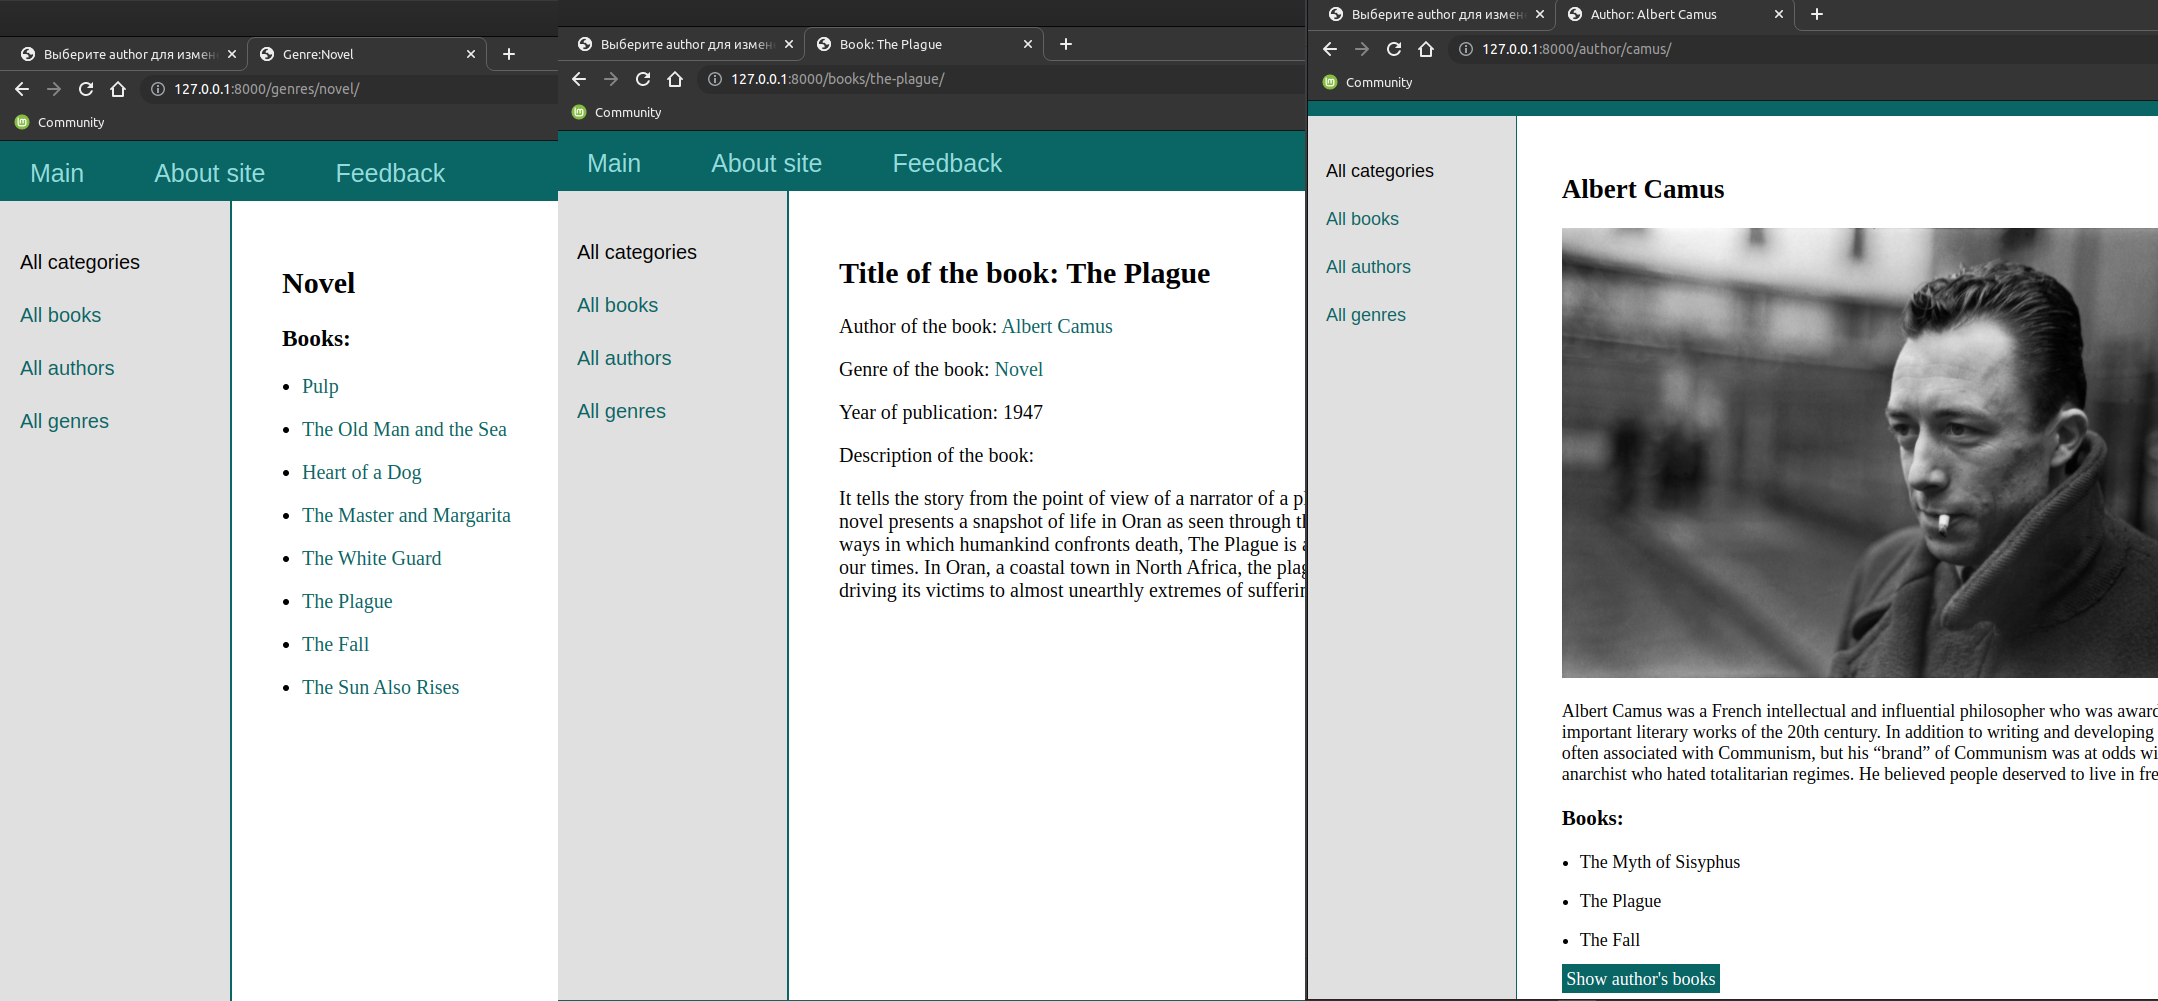 Выберите author для измен
Genre:Novel
127.0.0.1:8000/genres/novel/
Community
Main
About site
Feedback
All categories
All books
All authors
All genres
Novel
Books:
Pulp
The Old Man and the Sea
Heart of a Dog
The Master and Margarita
The White Guard
The Plague
The Fall
The Sun Also Rises
Выберите author для измен
Book: The Plague
127.0.0.1:8000/books/the-plague/
Community
Main
About site
Feedback
All categories
All books
All authors
All genres
Title of the book: The Plague
Author of the book: Albert Camus
Genre of the book: Novel
Year of publication: 1947
Description of the book:
It tells the story from the point of view of a narrator of a pl
novel presents a snapshot of life in Oran as seen through th
ways in which humankind confronts death, The Plague is a
our times. In Oran, a coastal town in North Africa, the plag
driving its victims to almost unearthly extremes of sufferin
Выберите author для измен
Author: Albert Camus
127.0.0.1:8000/author/camus/
Community
All categories
All books
All authors
All genres
Albert Camus
Albert Camus was a French intellectual and influential philosopher who was award
important literary works of the 20th century. In addition to writing and developing
often associated with Communism, but his “brand” of Communism was at odds wi
anarchist who hated totalitarian regimes. He believed people deserved to live in fre
Books:
The Myth of Sisyphus
The Plague
The Fall
Show author's books